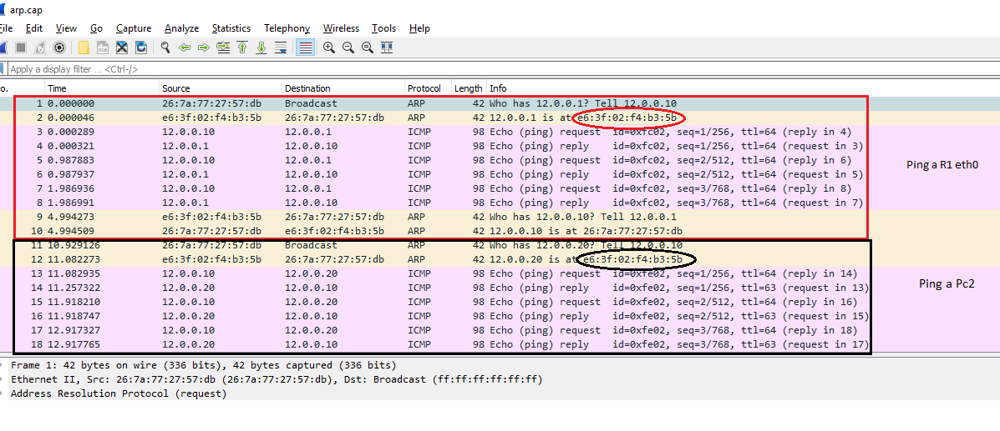 arp.cap
File Edit View Go Capture Analyze Statistics Telephony Wireless Tools Help
Apply a display filter ... <Ctrl-/>
o. Time Source Destination Protocol Length Info
1 0.000000 26:7a:77:27:57:db Broadcast ARP 42 Who has 12.0.0.1? Tell 12.0.0.10
2 0.000046 e6:3f:02:f4:b3:5b 26:7a:77:27:57:db ARP 42 12.0.0.1 is at e6:3f:02:f4:b3:5b
3 0.000289 12.0.0.10 12.0.0.1 ICMP 98 Echo (ping) request id=0xfc02, seq=1/256, ttl=64 (reply in 4)
4 0.000321 12.0.0.1 12.0.0.10 ICMP 98 Echo (ping) reply id=0xfc02, seq=1/256, ttl=64 (request in 3)
5 0.987883 12.0.0.10 12.0.0.1 ICMP 98 Echo (ping) request id=0xfc02, seq=2/512, ttl=64 (reply in 6)
6 0.987937 12.0.0.1 12.0.0.10 ICMP 98 Echo (ping) reply id=0xfc02, seq=2/512, ttl=64 (request in 5)
Ping a R1 eth0
7 1.986936 12.0.0.10 12.0.0.1 ICMP 98 Echo (ping) request id=0xfc02, seq=3/768, ttl=64 (reply in 8)
8 1.986991 12.0.0.1 12.0.0.10 ICMP 98 Echo (ping) reply id=0xfc02, seq=3/768, ttl=64 (request in 7)
9 4.994273 e6:3f:02:f4:b3:5b 26:7a:77:27:57:db ARP 42 Who has 12.0.0.10? Tell 12.0.0.1
10 4.994509 26:7a:77:27:57:db e6:3f:02:f4:b3:5b ARP 42 12.0.0.10 is at 26:7a:77:27:57:db
11 10.929126 26:7a:77:27:57:db Broadcast ARP 42 Who has 12.0.0.20? Tell 12.0.0.10
12 11.082273 e6:3f:02:f4:b3:5b 26:7a:77:27:57:db ARP 42 12.0.0.20 is at e6:3f:02:f4:b3:5b
13 11.082935 12.0.0.10 12.0.0.20 ICMP 98 Echo (ping) request id=0xfe02, seq=1/256, ttl=64 (reply in 14)
14 11.257322 12.0.0.20 12.0.0.10 ICMP 98 Echo (ping) reply id=0xfe02, seq=1/256, ttl=63 (request in 13)
Ping a Pc2
15 11.918210 12.0.0.10 12.0.0.20 ICMP 98 Echo (ping) request id=0xfe02, seq=2/512, ttl=64 (reply in 16)
16 11.918747 12.0.0.20 12.0.0.10 ICMP 98 Echo (ping) reply id=0xfe02, seq=2/512, ttl=63 (request in 15)
17 12.917327 12.0.0.10 12.0.0.20 ICMP 98 Echo (ping) request id=0xfe02, seq=3/768, ttl=64 (reply in 18)
18 12.917765 12.0.0.20 12.0.0.10 ICMP 98 Echo (ping) reply id=0xfe02, seq=3/768, ttl=63 (request in 17)
Frame 1: 42 bytes on wire (336 bits), 42 bytes captured (336 bits)
Ethernet II, Src: 26:7a:77:27:57:db (26:7a:77:27:57:db), Dst: Broadcast (ff:ff:ff:ff:ff:ff)
Address Resolution Protocol (request)